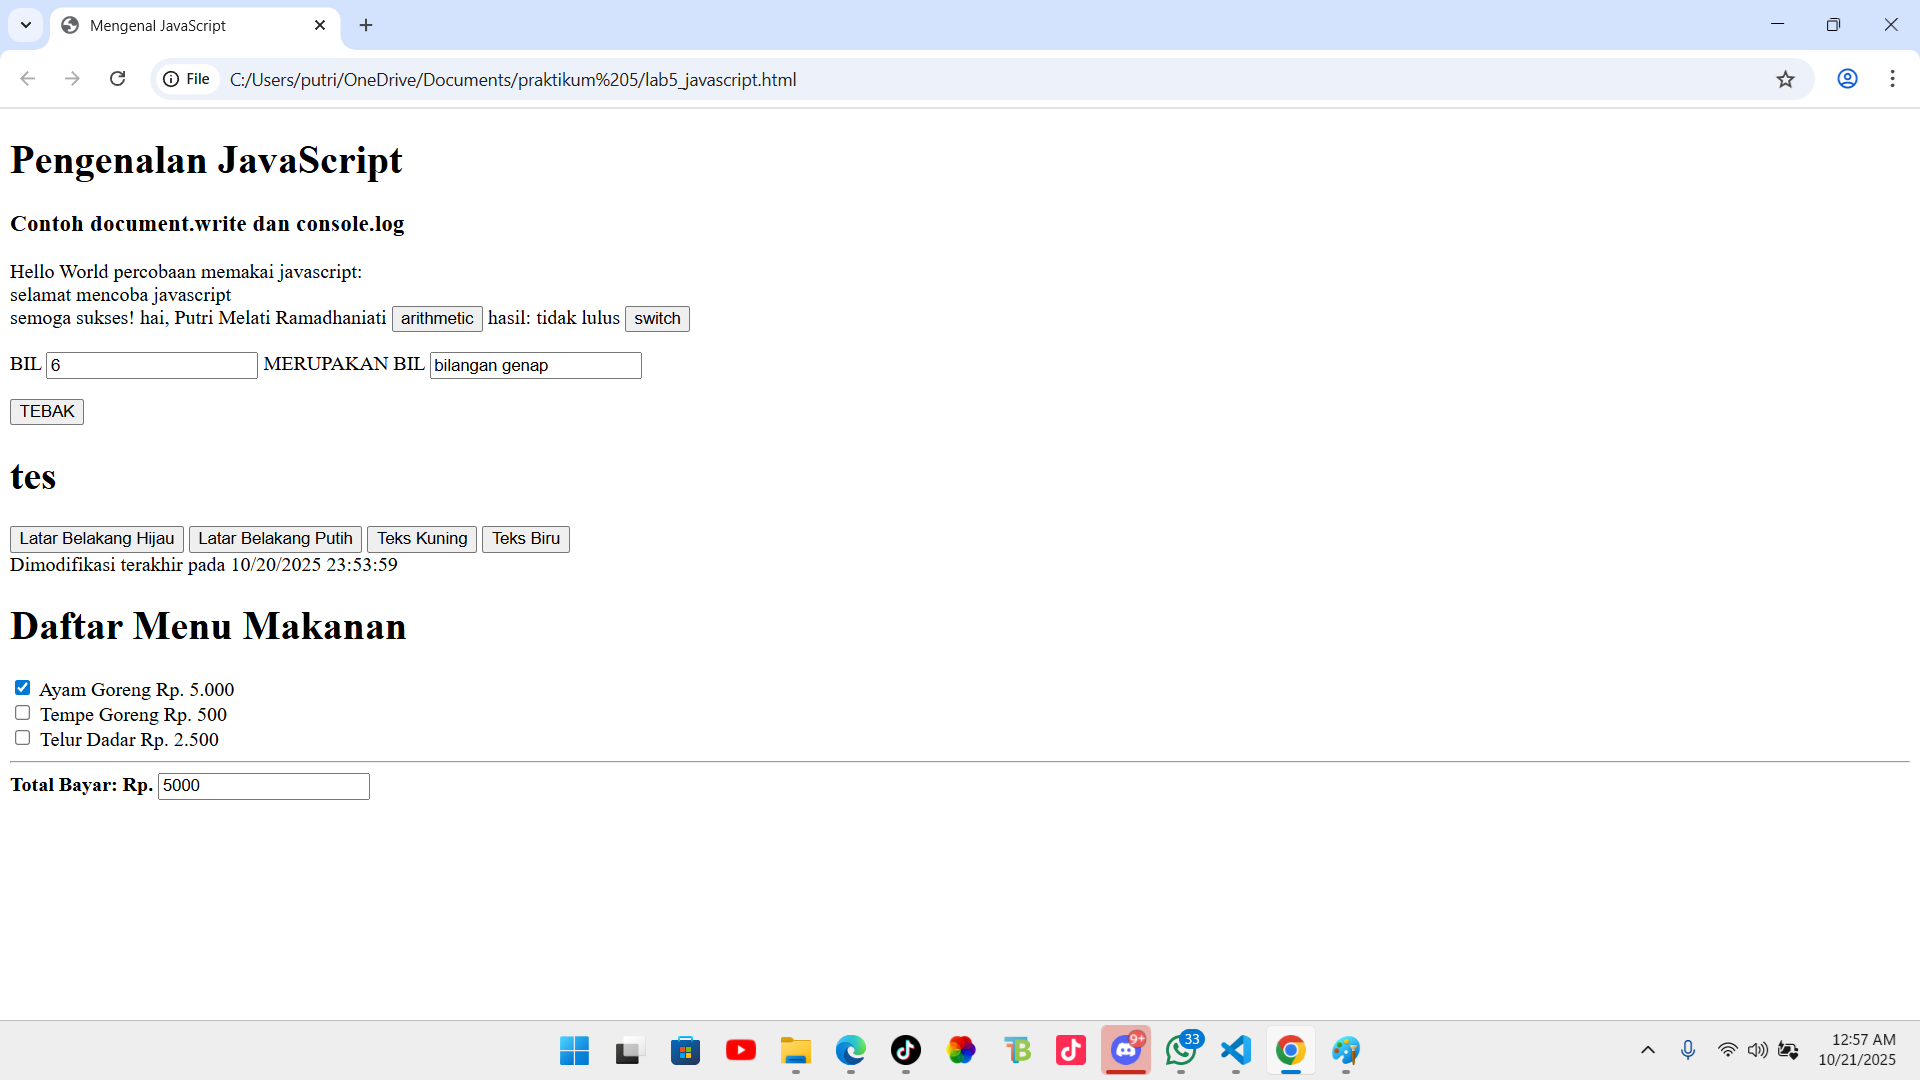 Mengenal JavaScript
File C:/Users/putri/OneDrive/Documents/praktikum%205/lab5_javascript.html
Pengenalan JavaScript
Contoh document.write dan console.log
Hello World percobaan memakai javascript:
selamat mencoba javascript
semoga sukses! hai, Putri Melati Ramadhaniati arithmetic hasil: tidak lulus switch
BIL 6 MERUPAKAN BIL bilangan genap
TEBAK
tes
Latar Belakang Hijau Latar Belakang Putih Teks Kuning Teks Biru
Dimodifikasi terakhir pada 10/20/2025 23:53:59
Daftar Menu Makanan
Ayam Goreng Rp. 5.000
Tempe Goreng Rp. 500
Telur Dadar Rp. 2.500
Total Bayar: Rp. 5000
TB 9+ 33
12:57 AM
10/21/2025